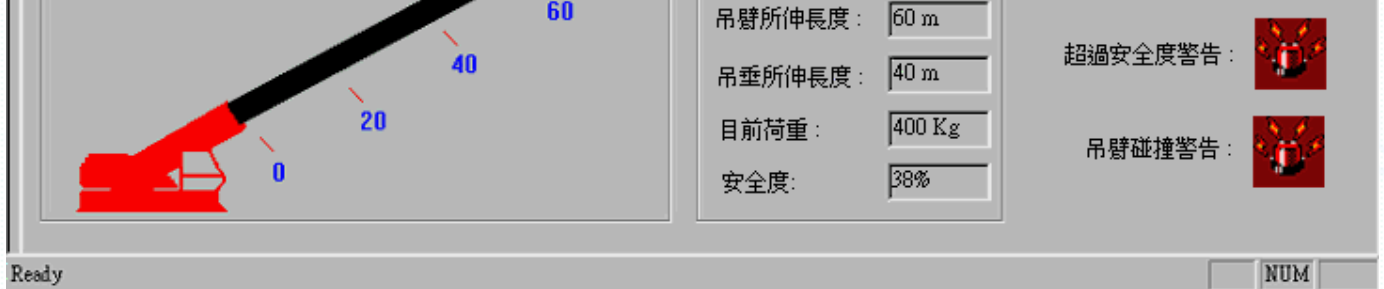 60
40
20
0
吊臂所伸長度 : 60 m
吊垂所伸長度 : 40 m
目前荷重 : 400 Kg
安全度: 38%
超過安全度警告 :
吊臂碰撞警告 :
Ready
NUM